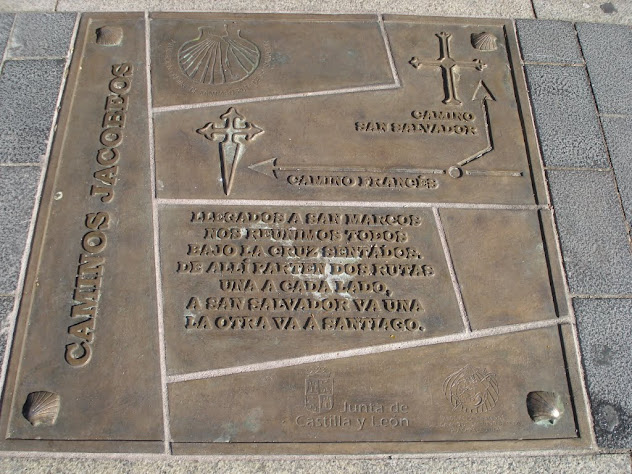 CAMINOS JACOBEOS
CAMINO
SAN SALVADOR
CAMINO FRANCÉS
LLEGADOS A SAN MARCOS
NOS REUNIMOS TODOS
BAJO LA CRUZ SENTADOS,
DE ALLÍ PARTEN DOS RUTAS
UNA A CADA LADO,
A SAN SALVADOR VA UNA
LA OTRA VA A SANTIAGO.
Junta de
Castilla y León